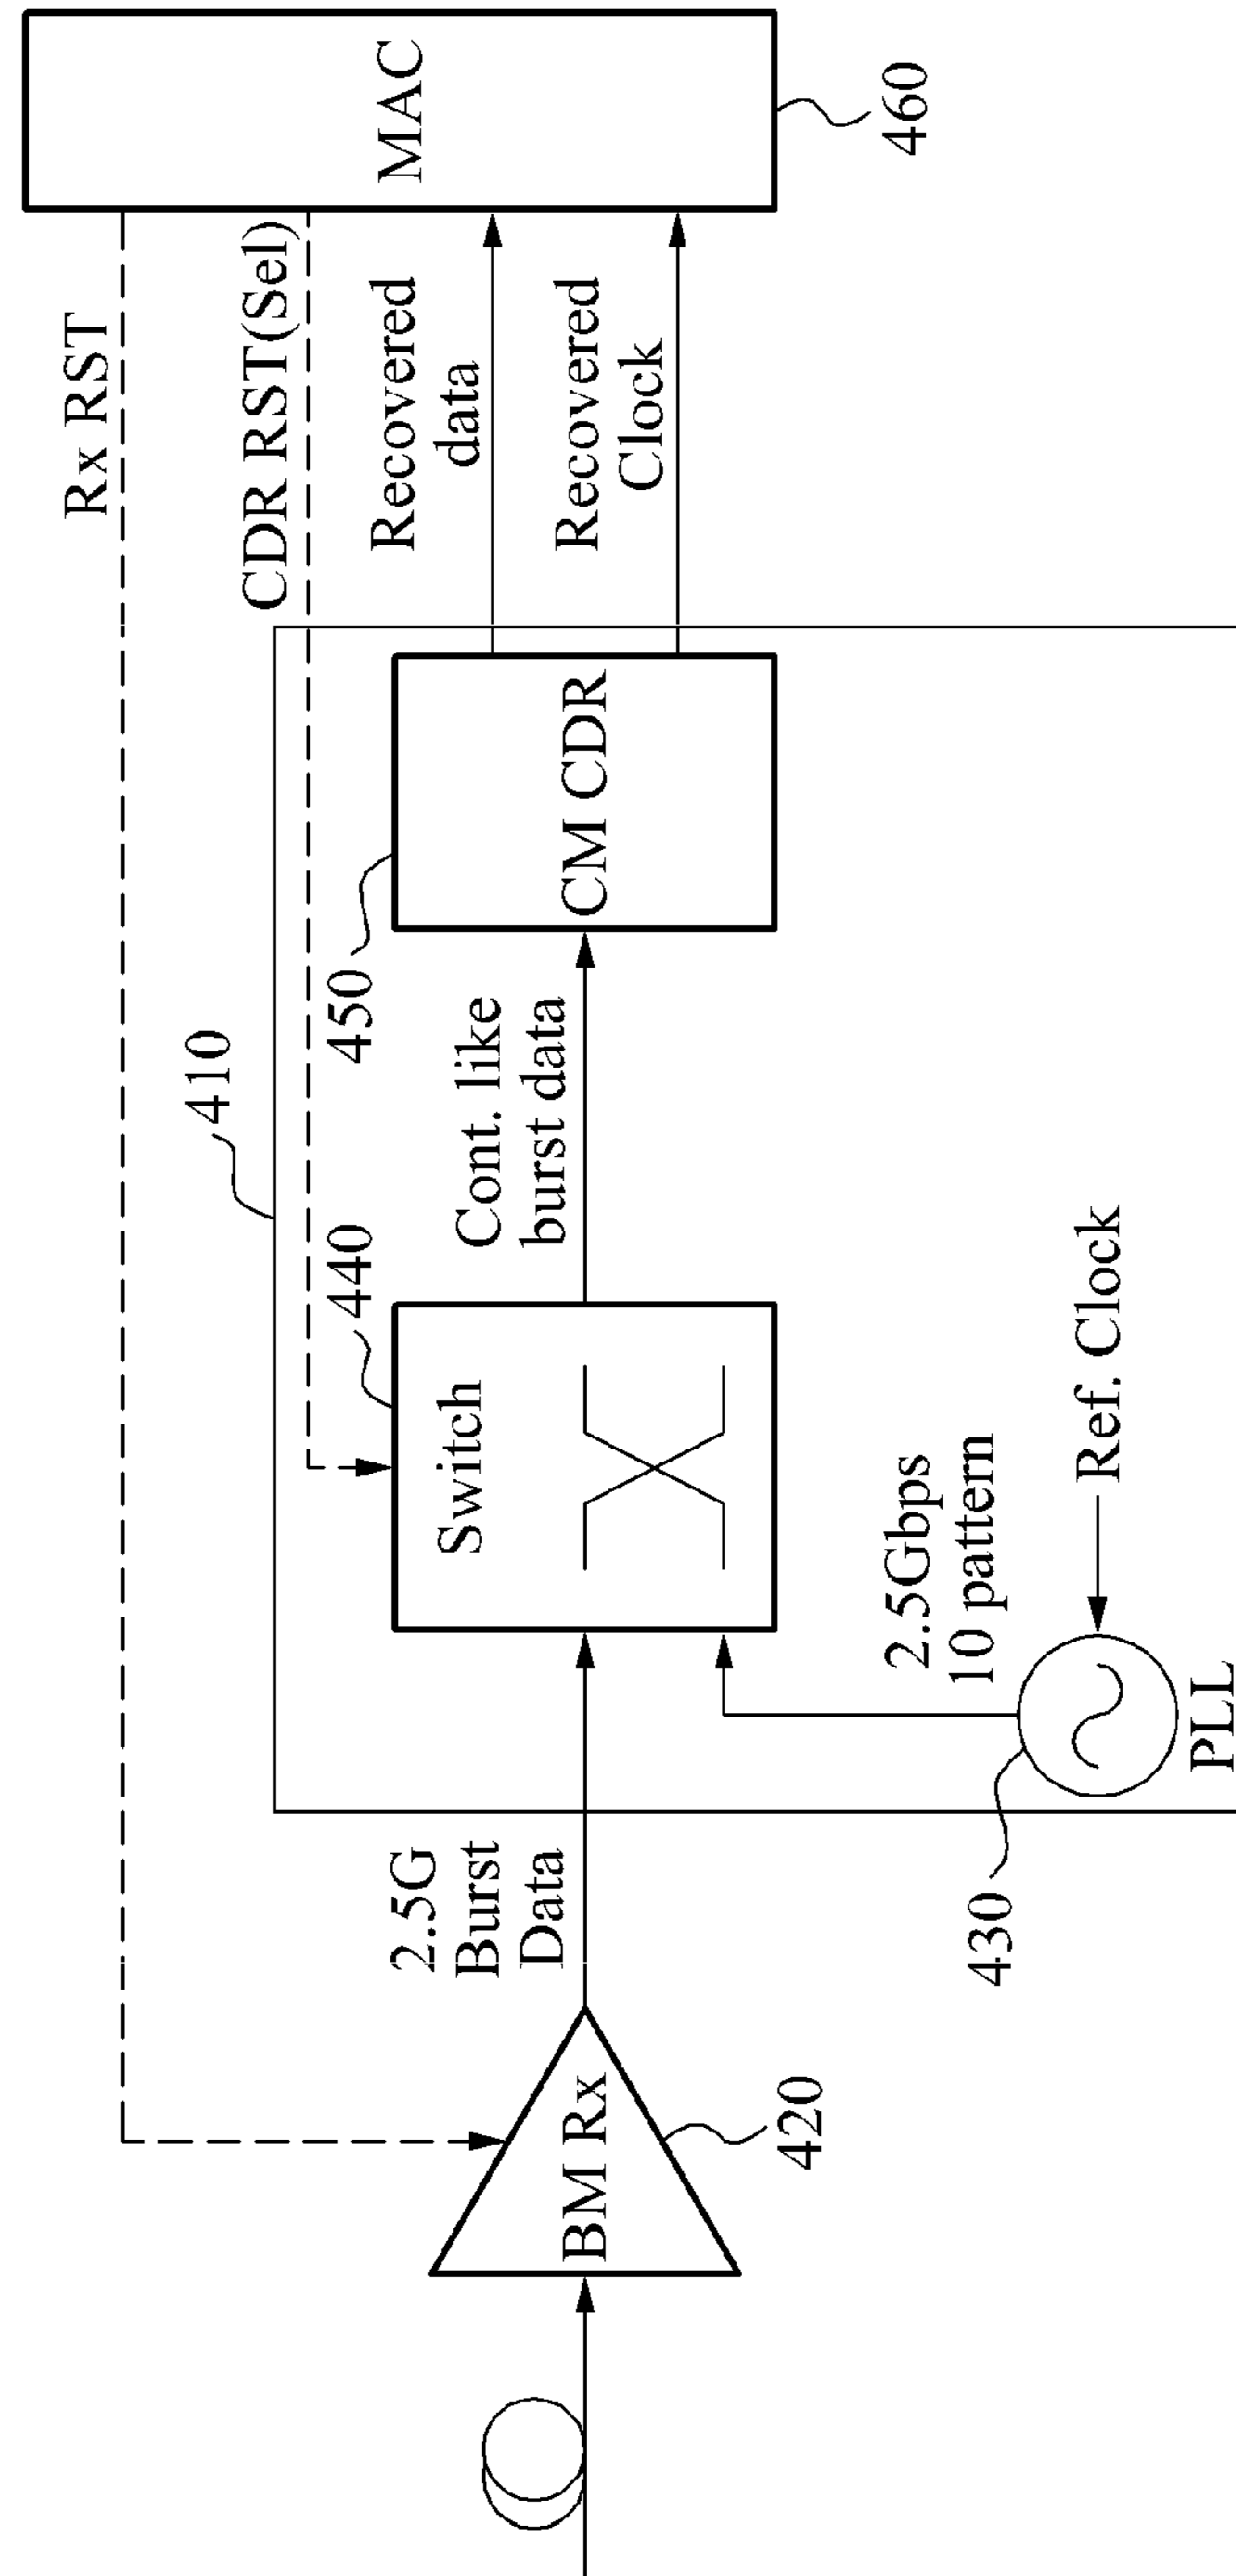 Rx RST
CDR RST(Sel)
410
2.5G
Burst
Data
BM Rx
420
440
Switch
Cont. like
burst data
450
CM CDR
Recovered
data
Recovered
Clock
MAC
460
2.5Gbps
10 pattern
430
PLL
Ref. Clock